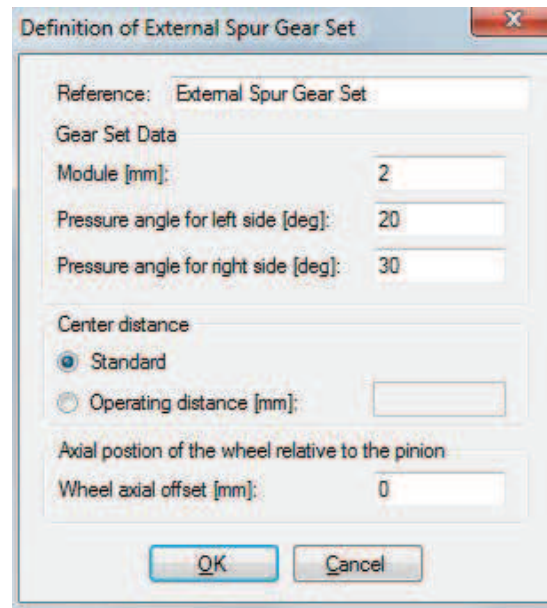 Definition of External Spur Gear Set
Reference: External Spur Gear Set
Gear Set Data
Module [mm]: 2
Pressure angle for left side [deg]: 20
Pressure angle for right side [deg]: 30
Center distance
Standard
Operating distance [mm]:
Axial postion of the wheel relative to the pinion
Wheel axial offset [mm]: 0
OK Cancel